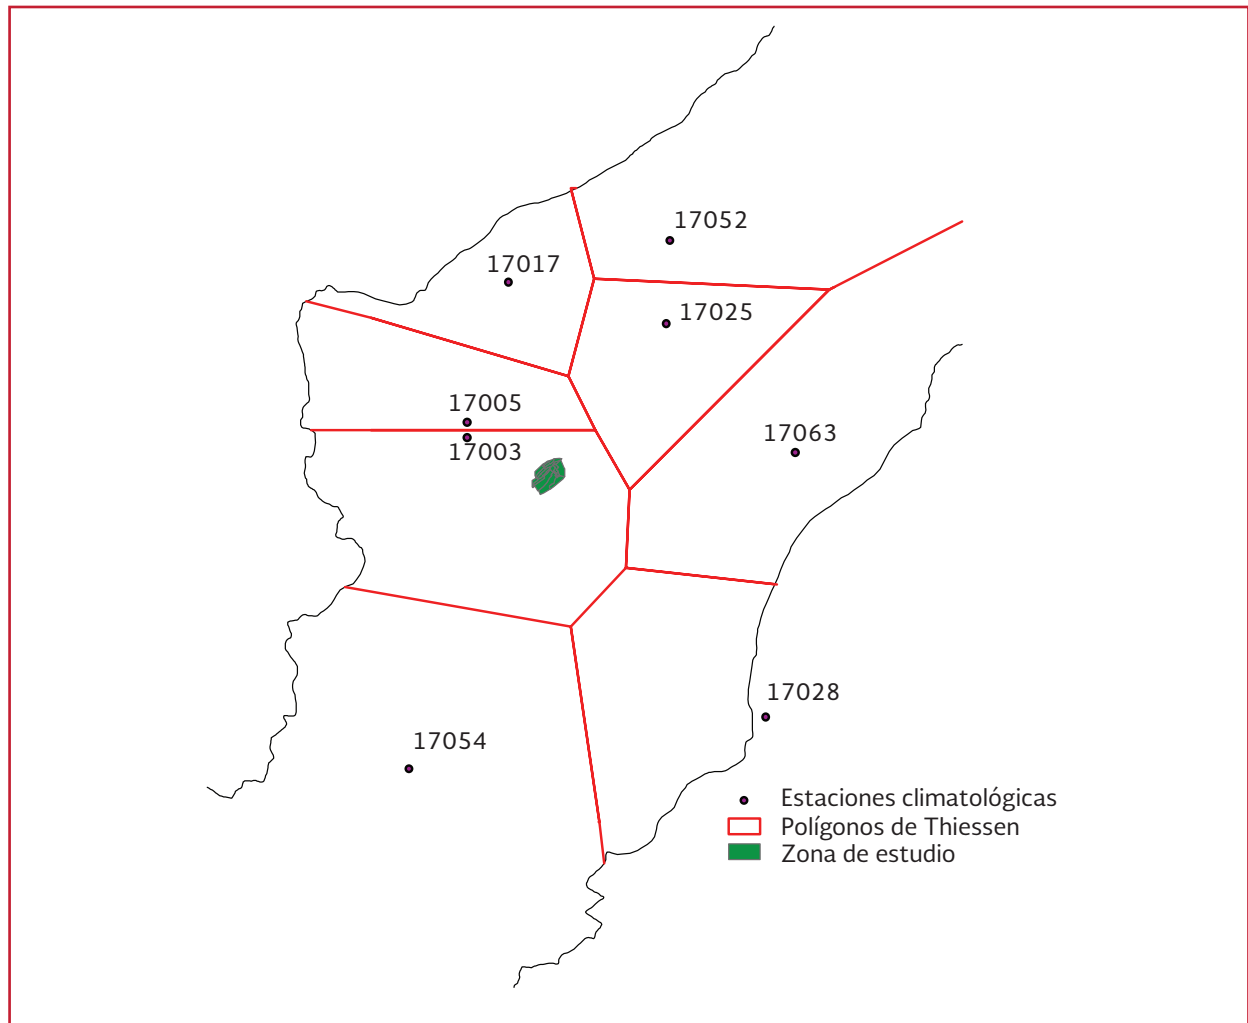 17052
17017
17025
17005
17063
17003
17028
17054
Estaciones climatológicas
Polígonos de Thiessen
Zona de estudio